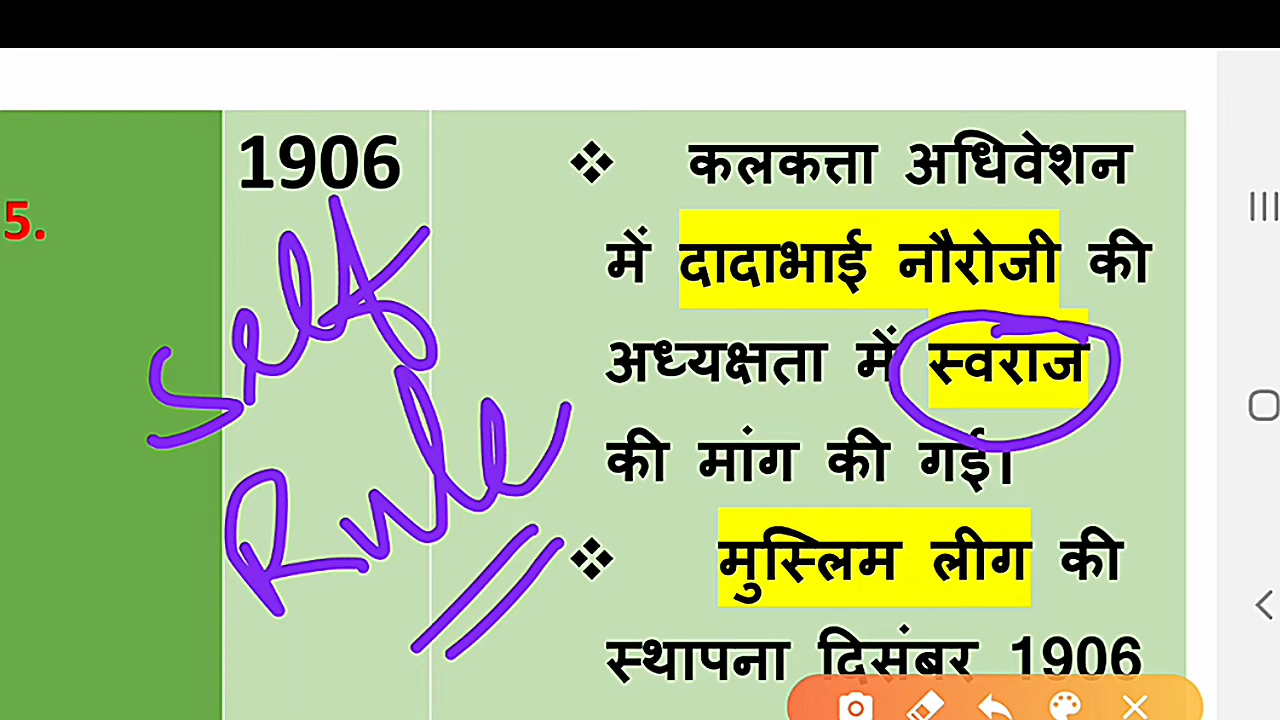 5.
1906
❖ कलकत्ता अधिवेशन
में दादाभाई नौरोजी की
अध्यक्षता में स्वराज
की मांग की गई।
❖ मुस्लिम लीग की
स्थापना दिसंबर 1906
Self
Rule